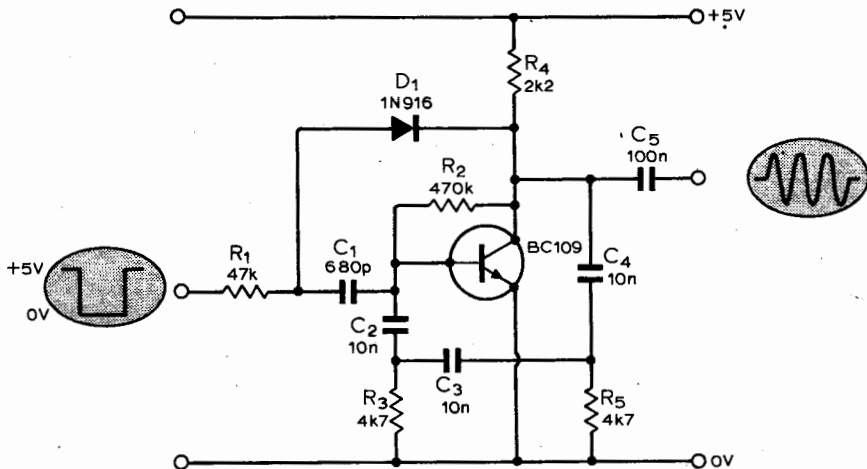 +5V
R4
2k2
D1
1N916
C5
100n
R2
470k
BC109
R1
47k
C1
680p
C4
10n
+5V
0V
C2
10n
C3
10n
R3
4k7
R5
4k7
0V